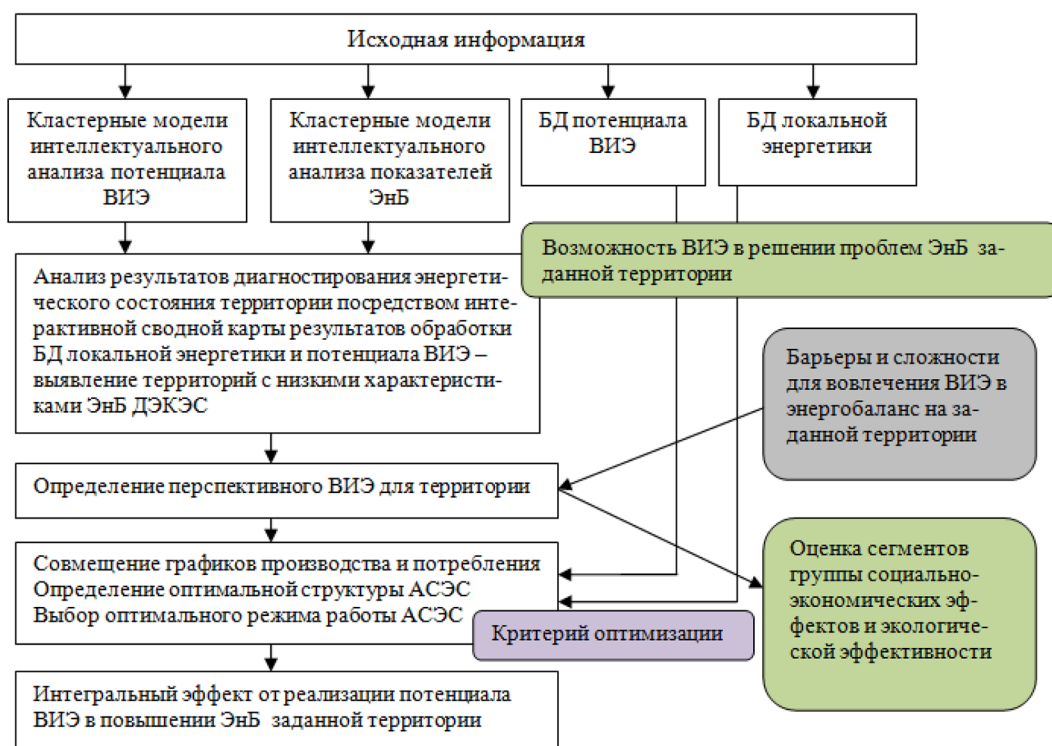 Исходная информация
Кластерные модели
интеллектуального
анализа потенциала
ВИЭ
Кластерные модели
интеллектуального
анализа показателей
ЭнБ
БД потенциала
ВИЭ
БД локальной
энергетики
Возможность ВИЭ в решении проблем ЭнБ за-
данной территории
Анализ результатов диагностирования энергети-
ческого состояния территории посредством инте-
рактивной сводной карты результатов обработки
БД локальной энергетики и потенциала ВИЭ –
выявление территорий с низкими характеристи-
ками ЭнБ ДЭКЭС
Барьеры и сложности
для вовлечения ВИЭ в
энергобаланс на за-
данной территории
Определение перспективного ВИЭ для территории
Совмещение графиков производства и потребления
Определение оптимальной структуры АСЭС
Выбор оптимального режима работы АСЭС
Критерий оптимизации
Оценка сегментов
группы социально-
экономических эф-
фектов и экологиче-
ской эффективности
Интегральный эффект от реализации потенциала
ВИЭ в повышении ЭнБ заданной территории